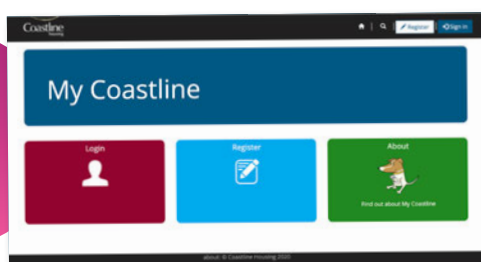 Coastline
Housing
Register
Sign in
My Coastline
Login
Register
About
Find out about My Coastline
about © Coastline Housing 2020